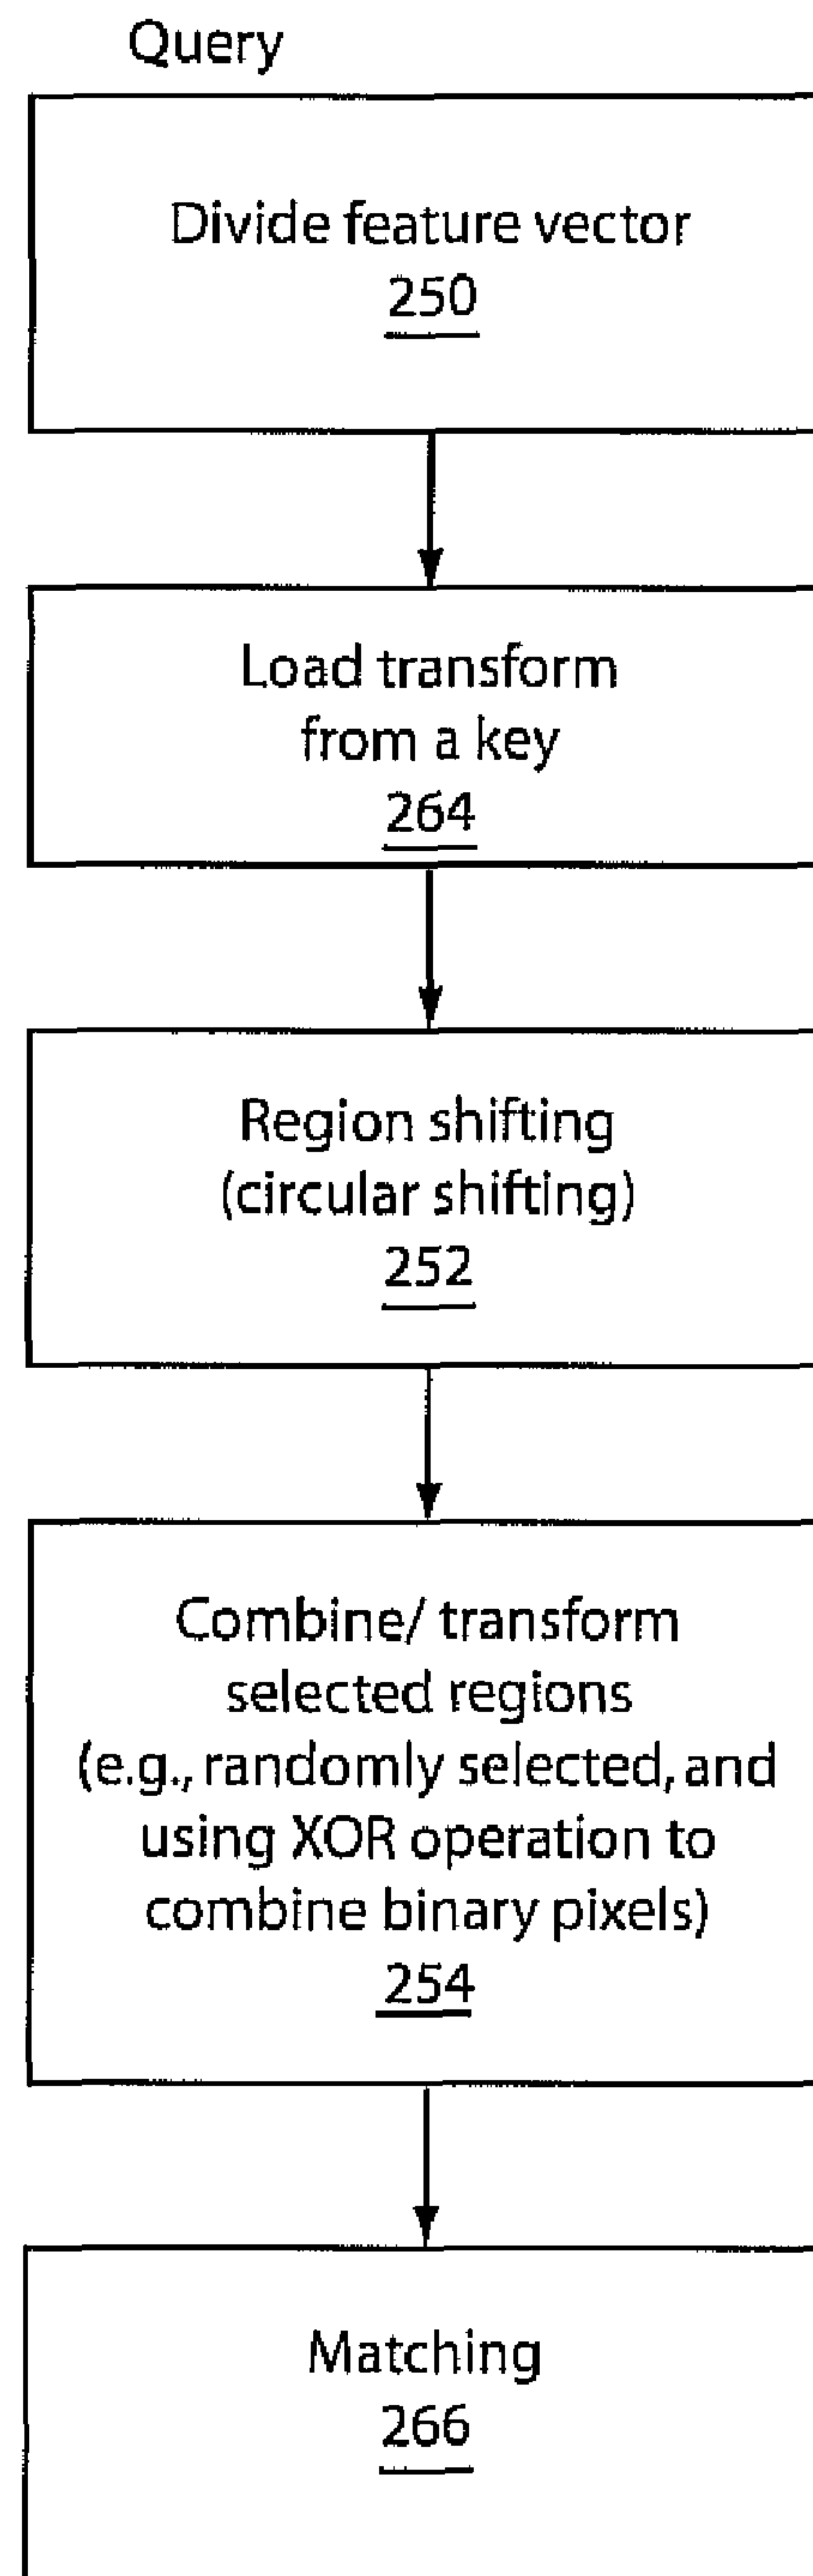 Query
Divide feature vector
250
Load transform
from a key
264
Region shifting
(circular shifting)
252
Combine/ transform
selected regions
(e.g., randomly selected, and
using XOR operation to
combine binary pixels)
254
Matching
266